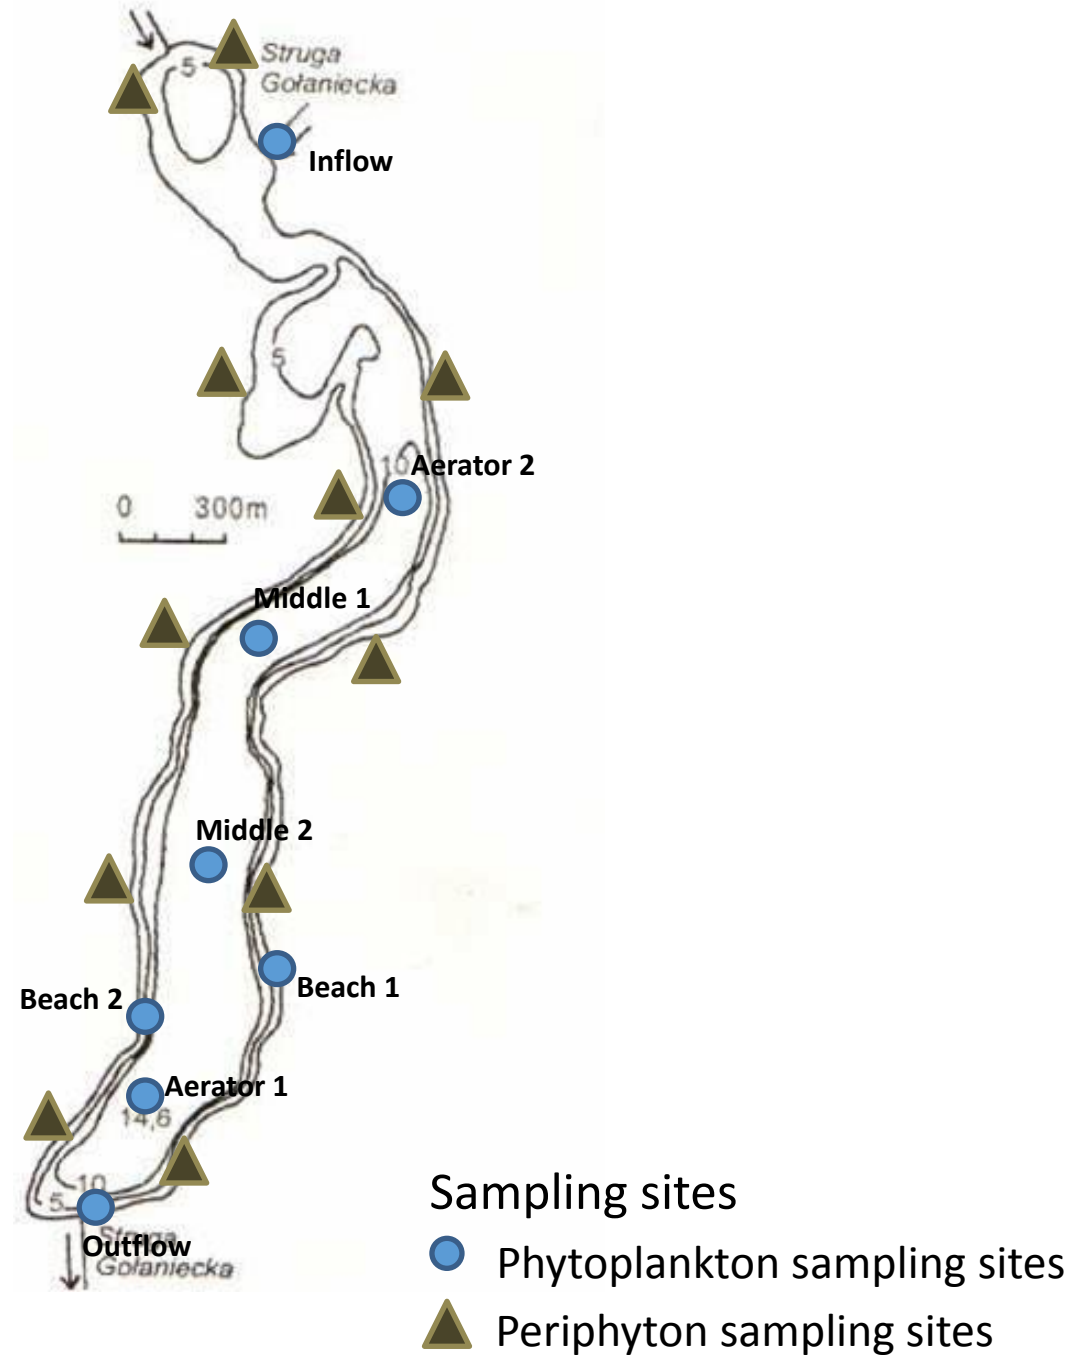 Struga
Gołaniecka
5
Inflow
5
10
Aerator 2
0 300m
Middle 1
Middle 2
Beach 1
Beach 2
Aerator 1
14,6
10
5
Struga
Outflow
Gołaniecka
Sampling sites
Phytoplankton sampling sites
Periphyton sampling sites